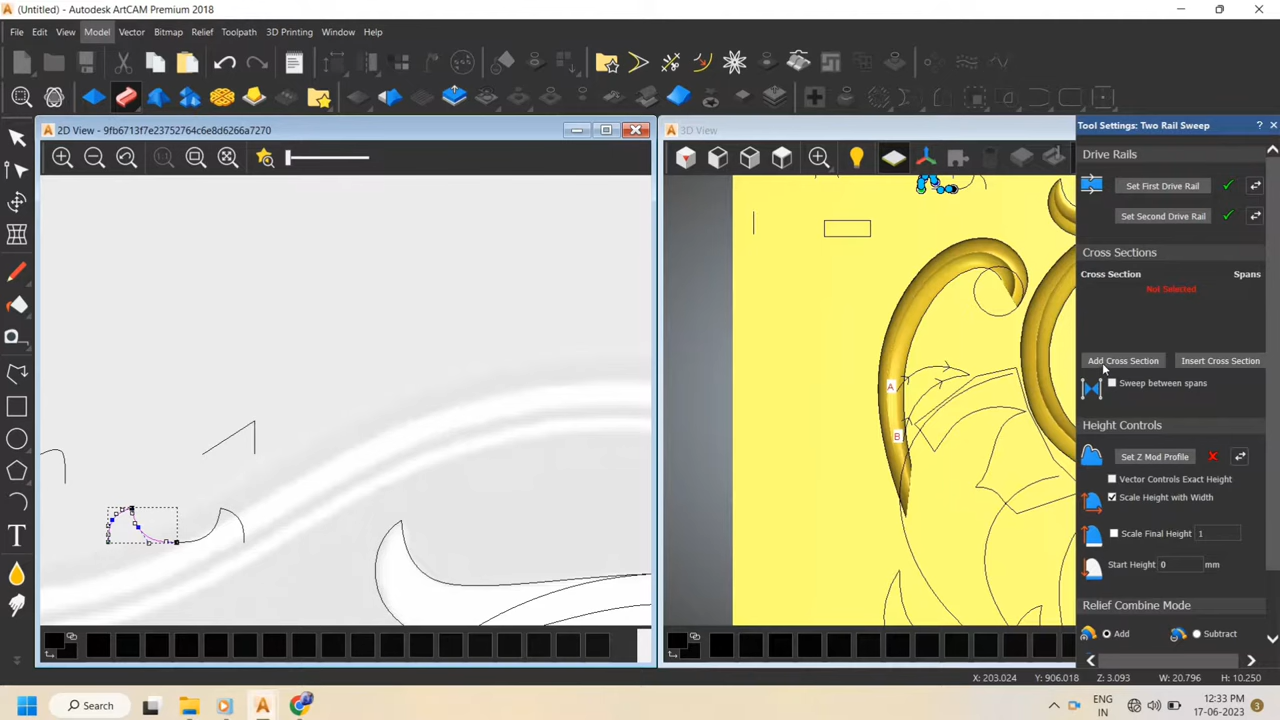 (Untitled) - Autodesk ArtCAM Premium 2018
File Edit View Model Vector Bitmap Relief Toolpath 3D Printing Window Help
2D View - 9fb6713f7e23752764c6e8d6266a7270
3D View
Tool Settings: Two Rail Sweep ?
Drive Rails
Set First Drive Rail
Set Second Drive Rail
Cross Sections
Cross Section Spans
Not Selected
Add Cross Section Insert Cross Section
Sweep between spans
Height Controls
Set Z Mod Profile
Vector Controls Exact Height
Scale Height with Width
Scale Final Height 1
Start Height 0 mm
Relief Combine Mode
Add Subtract
A
B
X: 203.024 Y: 906.018 Z: 3.093 W: 20.796 H: 10.250
Search
ENG
IN
12:33 PM
17-06-2023
3